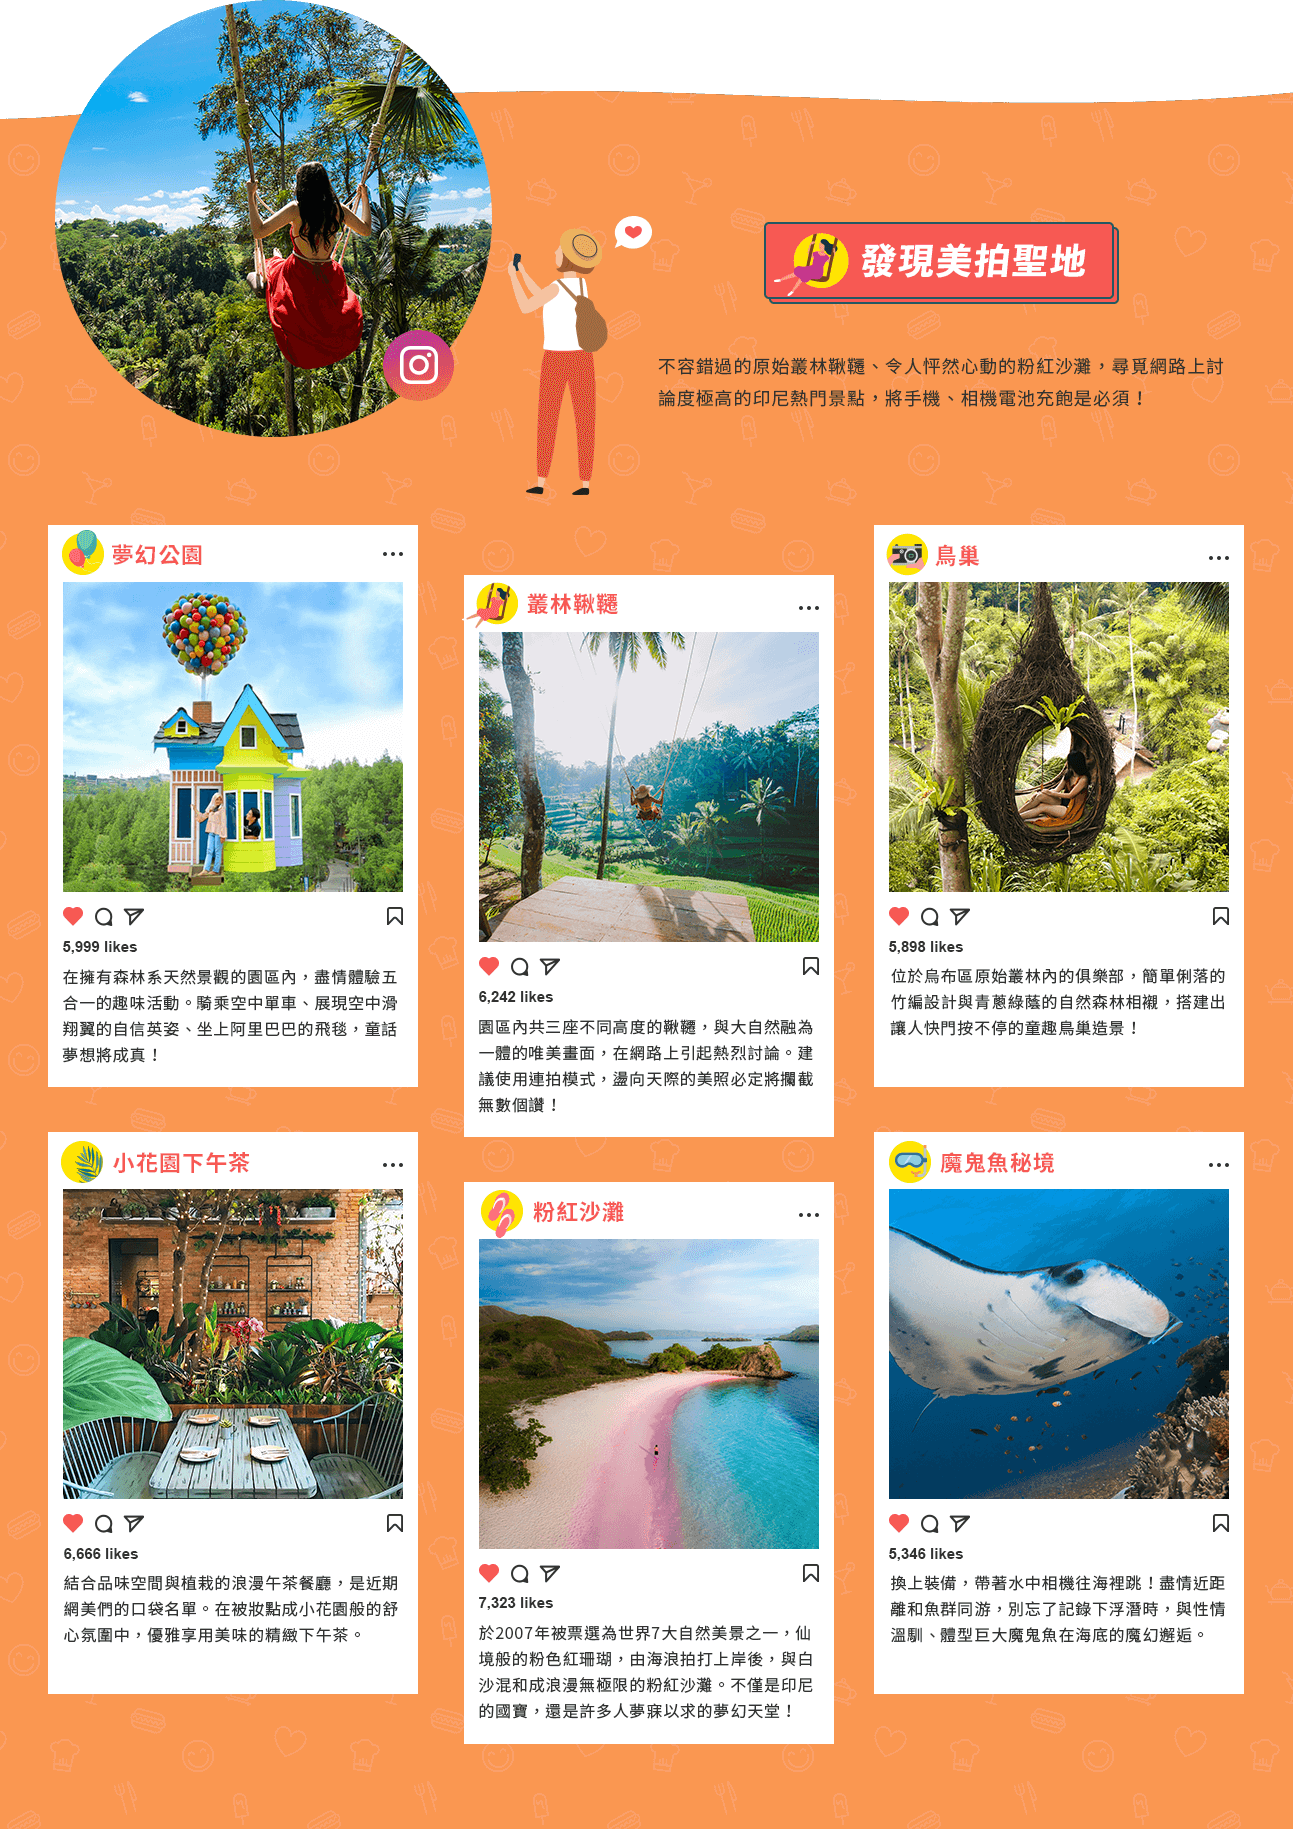 發現美拍聖地
不容錯過的原始叢林鞦韆、令人怦然心動的粉紅沙灘，尋覓網路上討
論度極高的印尼熱門景點，將手機、相機電池充飽是必須！
夢幻公園
5,999 likes
在擁有森林系天然景觀的園區內，盡情體驗五
合一的趣味活動。騎乘空中單車、展現空中滑
翔翼的自信英姿、坐上阿里巴巴的飛毯，童話
夢想將成真！
叢林鞦韆
6,242 likes
園區內共三座不同高度的鞦韆，與大自然融為
一體的唯美畫面，在網路上引起熱烈討論。建
議使用連拍模式，盪向天際的美照必定將攔截
無數個讚！
鳥巢
5,898 likes
位於烏布區原始叢林內的俱樂部，簡單俐落的
竹編設計與青蔥綠蔭的自然森林相襯，搭建出
讓人快門按不停的童趣鳥巢造景！
小花園下午茶
6,666 likes
結合品味空間與植栽的浪漫午茶餐廳，是近期
網美們的口袋名單。在被妝點成小花園般的舒
心氛圍中，優雅享用美味的精緻下午茶。
粉紅沙灘
7,323 likes
於2007年被票選為世界7大自然美景之一，仙
境般的粉色紅珊瑚，由海浪拍打上岸後，與白
沙混和成浪漫無極限的粉紅沙灘。不僅是印尼
的國寶，還是許多人夢寐以求的夢幻天堂！
魔鬼魚秘境
5,346 likes
換上裝備，帶著水中相機往海裡跳！盡情近距
離和魚群同游，別忘了記錄下浮潛時，與性情
溫馴、體型巨大魔鬼魚在海底的魔幻邂逅。